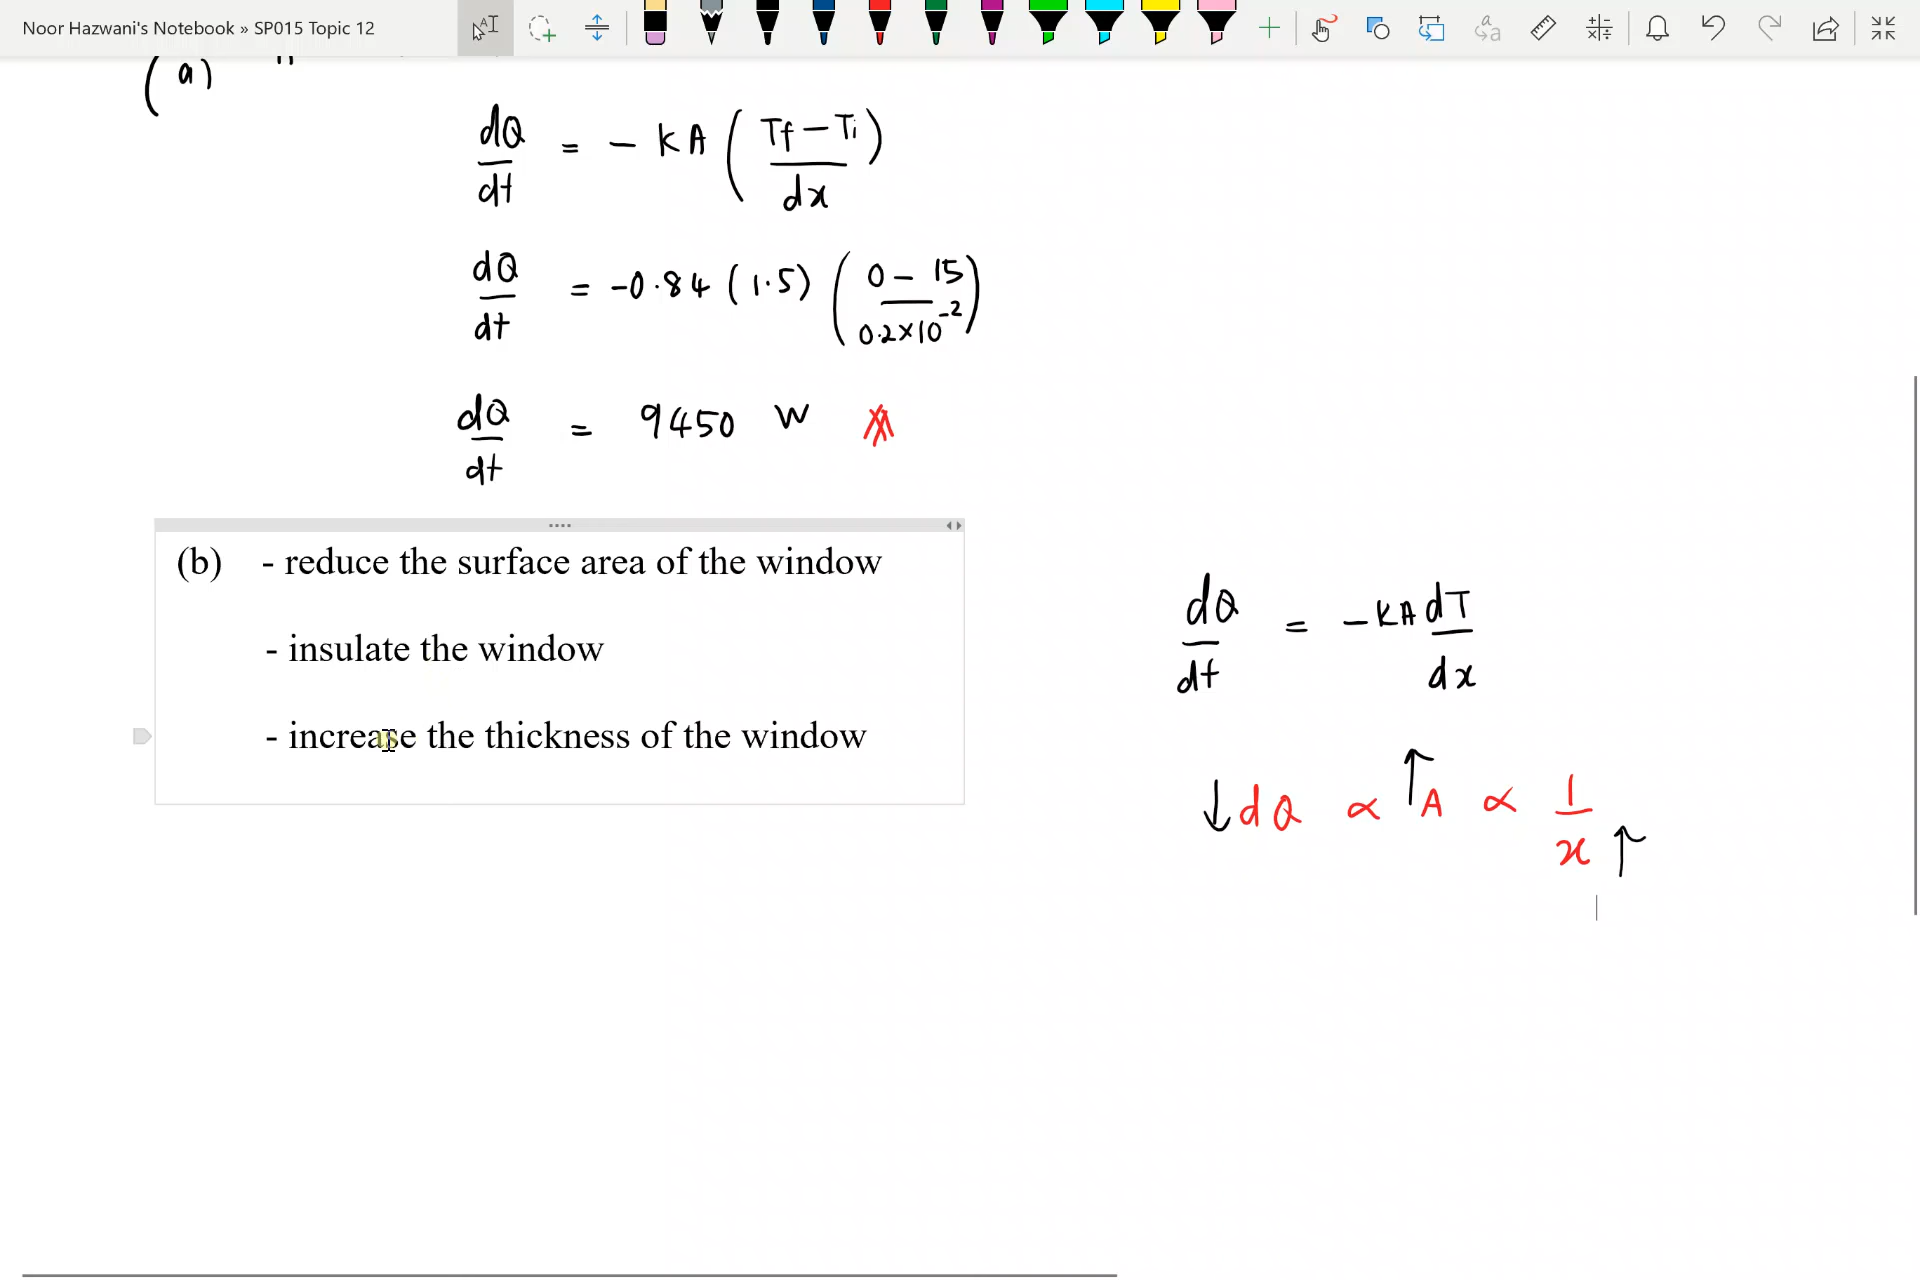 Noor Hazwani's Notebook » SP015 Topic 12
(a)
dQ/dt = - kA ( Tf - Ti / dx )
dQ/dt = -0.84 (1.5) ( 0 - 15 / 0.2×10⁻² )
dQ/dt = 9450 W
(b) - reduce the surface area of the window
- insulate the window
- increase the thickness of the window
dQ/dt = - kA dT/dx
↓ dQ ∝ ↑ A ∝ 1/x ↑